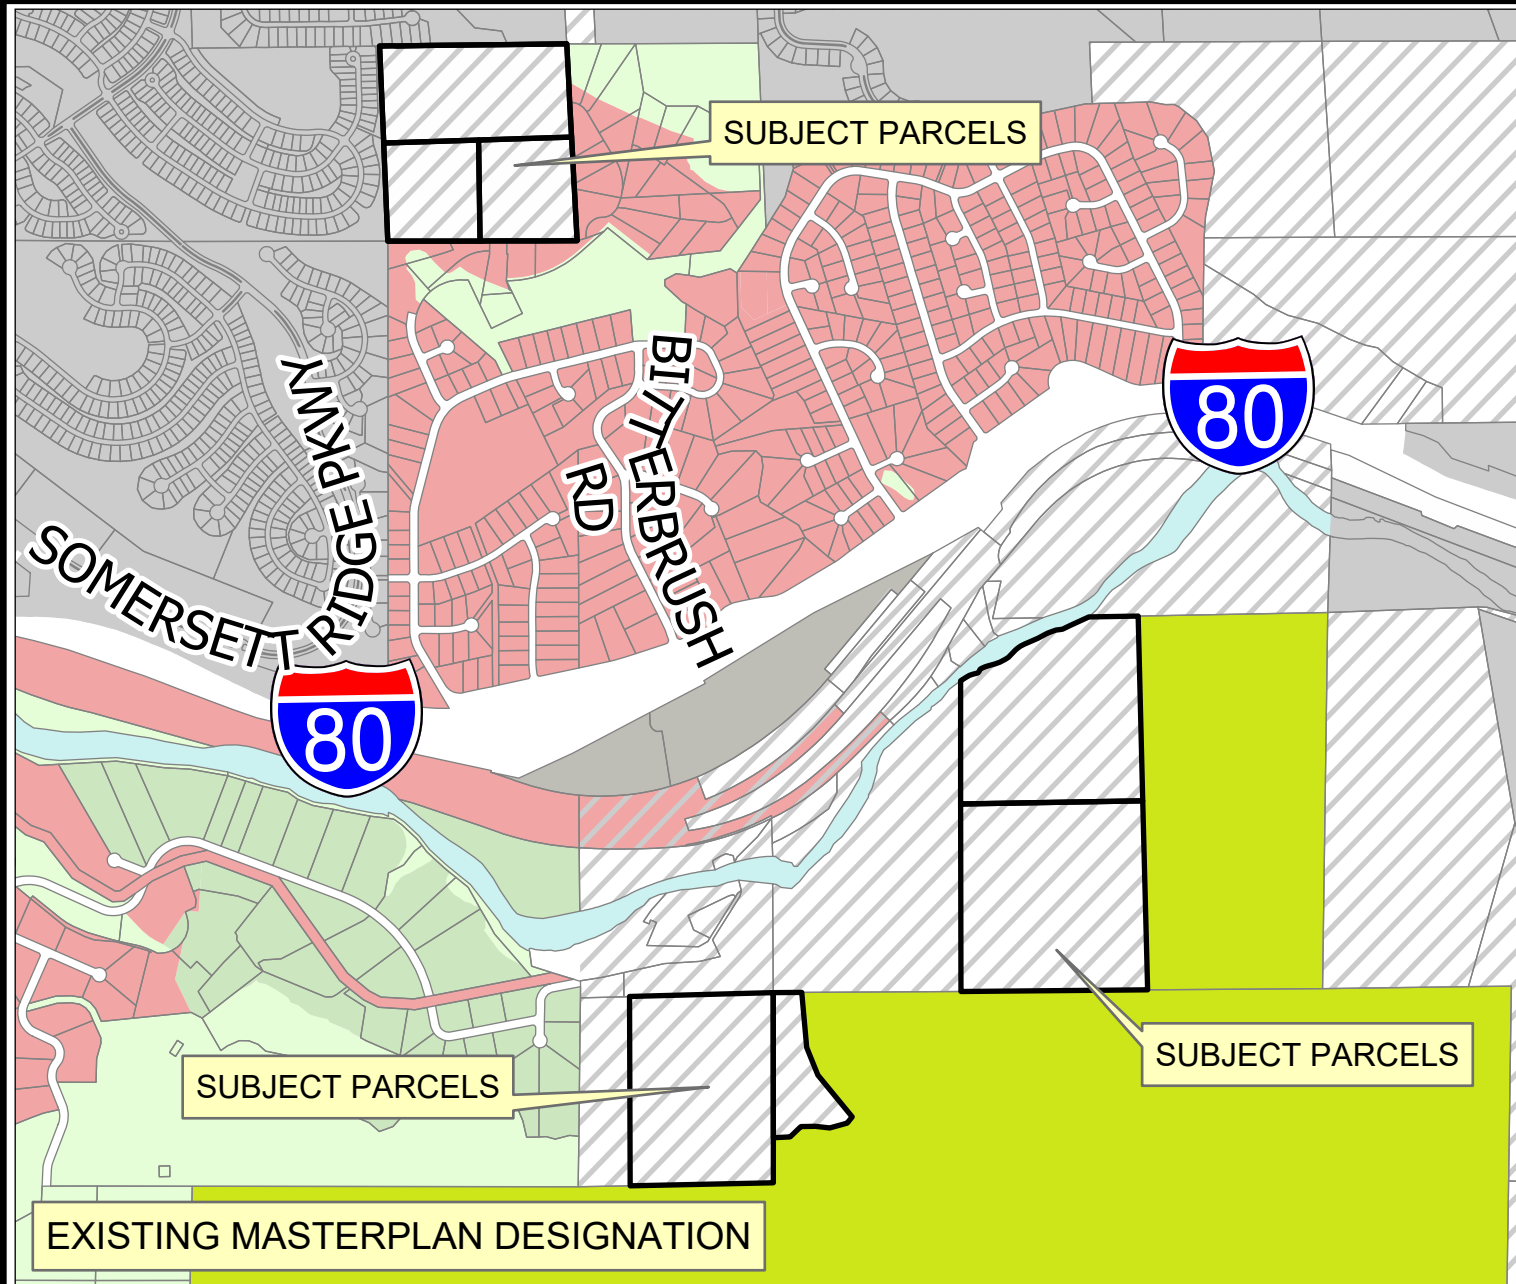 SUBJECT PARCELS
80
BITTERBRUSH
RD
SOMERSETT RIDGE PKWY
80
SUBJECT PARCELS
SUBJECT PARCELS
EXISTING MASTERPLAN DESIGNATION